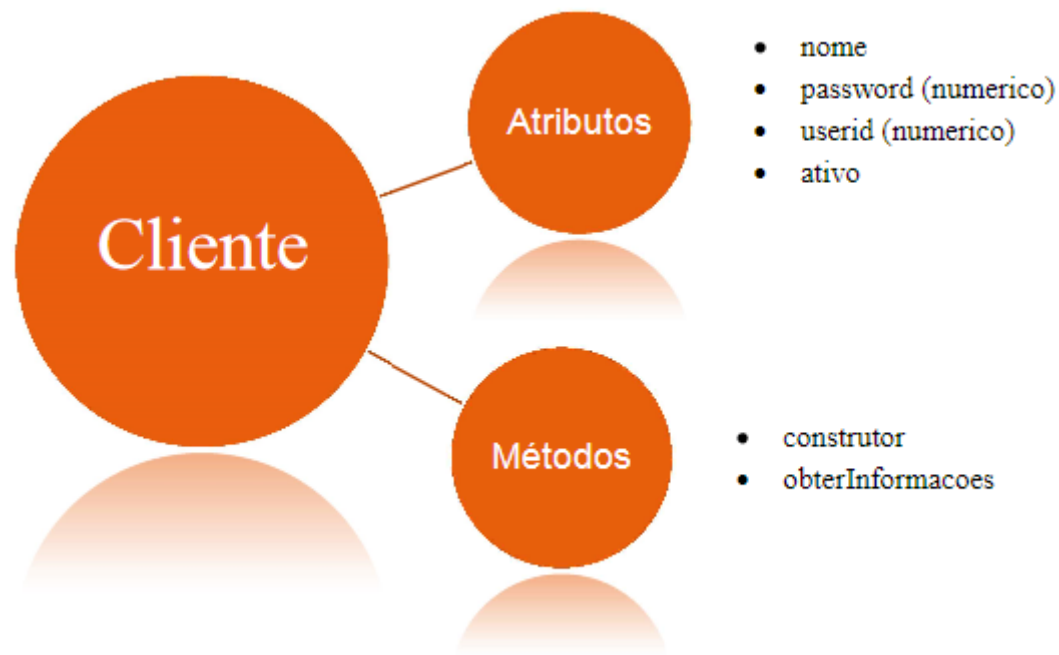 Cliente
Atributos
• nome
• password (numerico)
• userid (numerico)
• ativo
Métodos
• construtor
• obterInformacoes